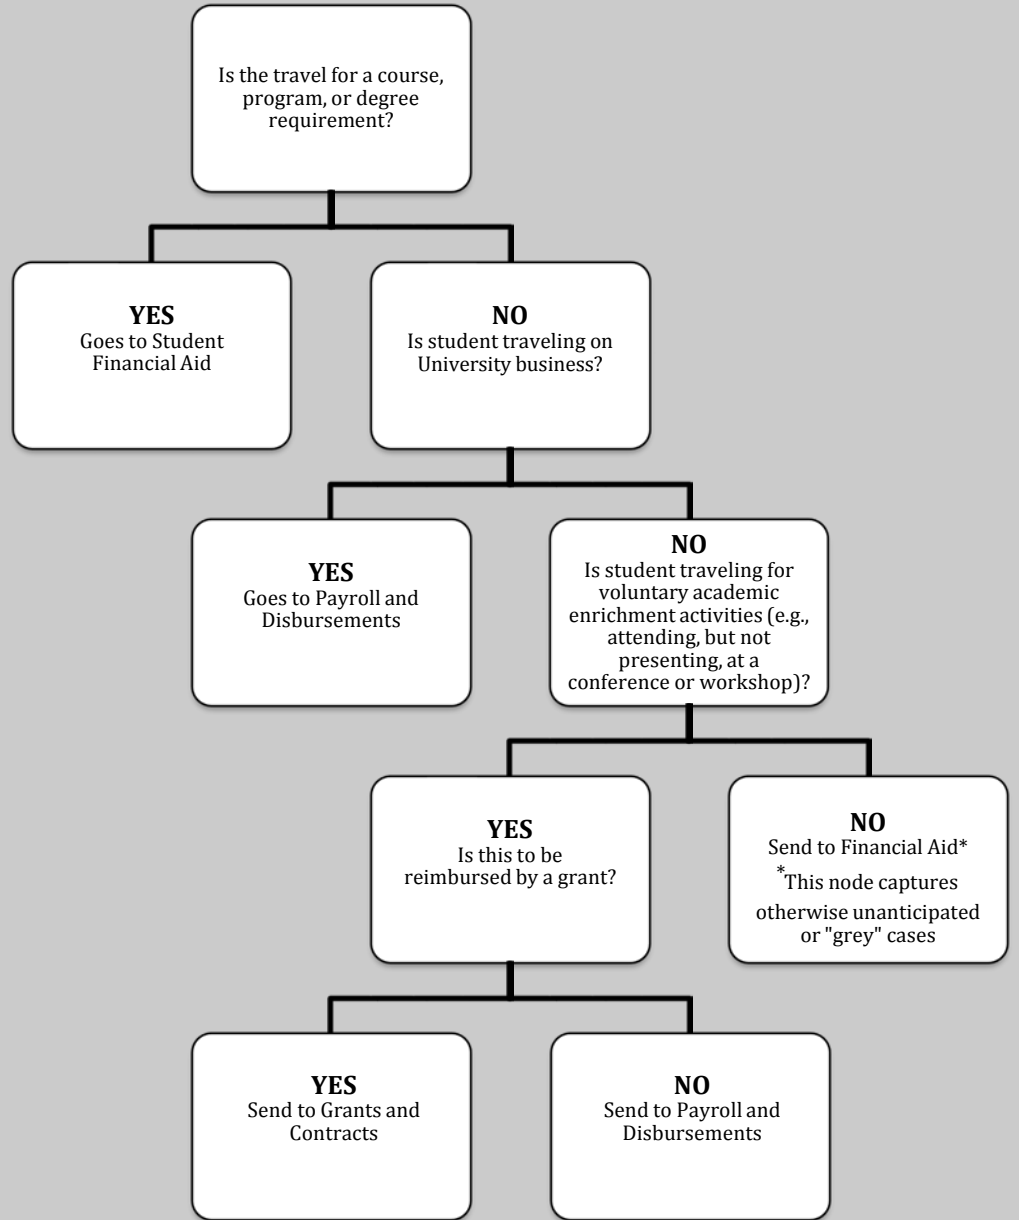 Is the travel for a course,
program, or degree
requirement?
YES
Goes to Student
Financial Aid
NO
Is student traveling on
University business?
YES
Goes to Payroll and
Disbursements
NO
Is student traveling for
voluntary academic
enrichment activities (e.g.,
attending, but not
presenting, at a
conference or workshop)?
YES
Is this to be
reimbursed by a grant?
NO
Send to Financial Aid*
*This node captures
otherwise unanticipated
or "grey" cases
YES
Send to Grants and
Contracts
NO
Send to Payroll and
Disbursements